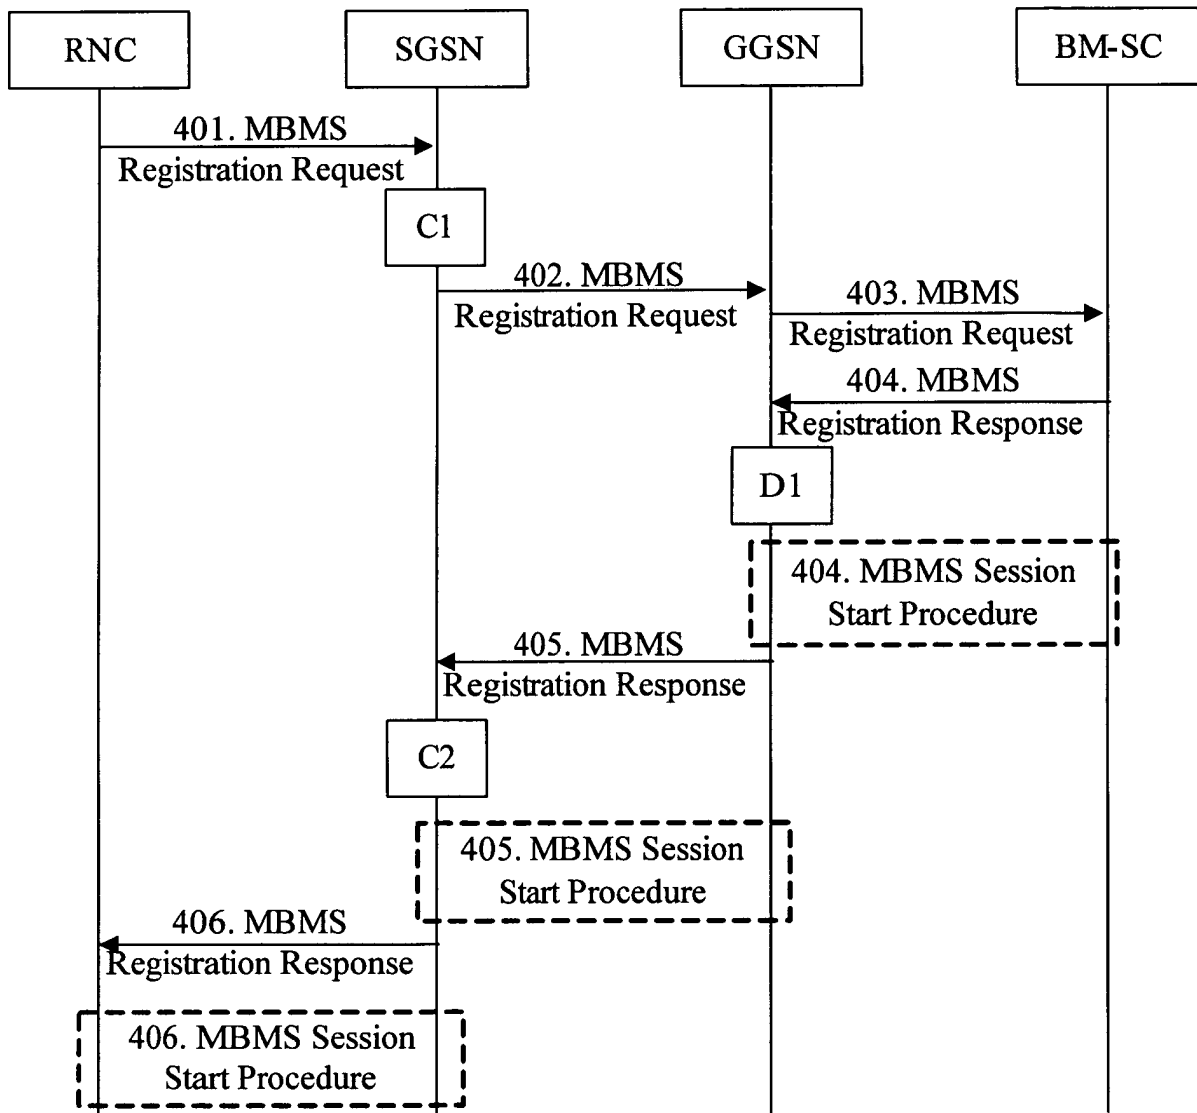 RNC
SGSN
GGSN
BM-SC
401. MBMS
Registration Request
C1
402. MBMS
Registration Request
403. MBMS
Registration Request
404. MBMS
Registration Response
D1
404. MBMS Session
Start Procedure
405. MBMS
Registration Response
C2
405. MBMS Session
Start Procedure
406. MBMS
Registration Response
406. MBMS Session
Start Procedure